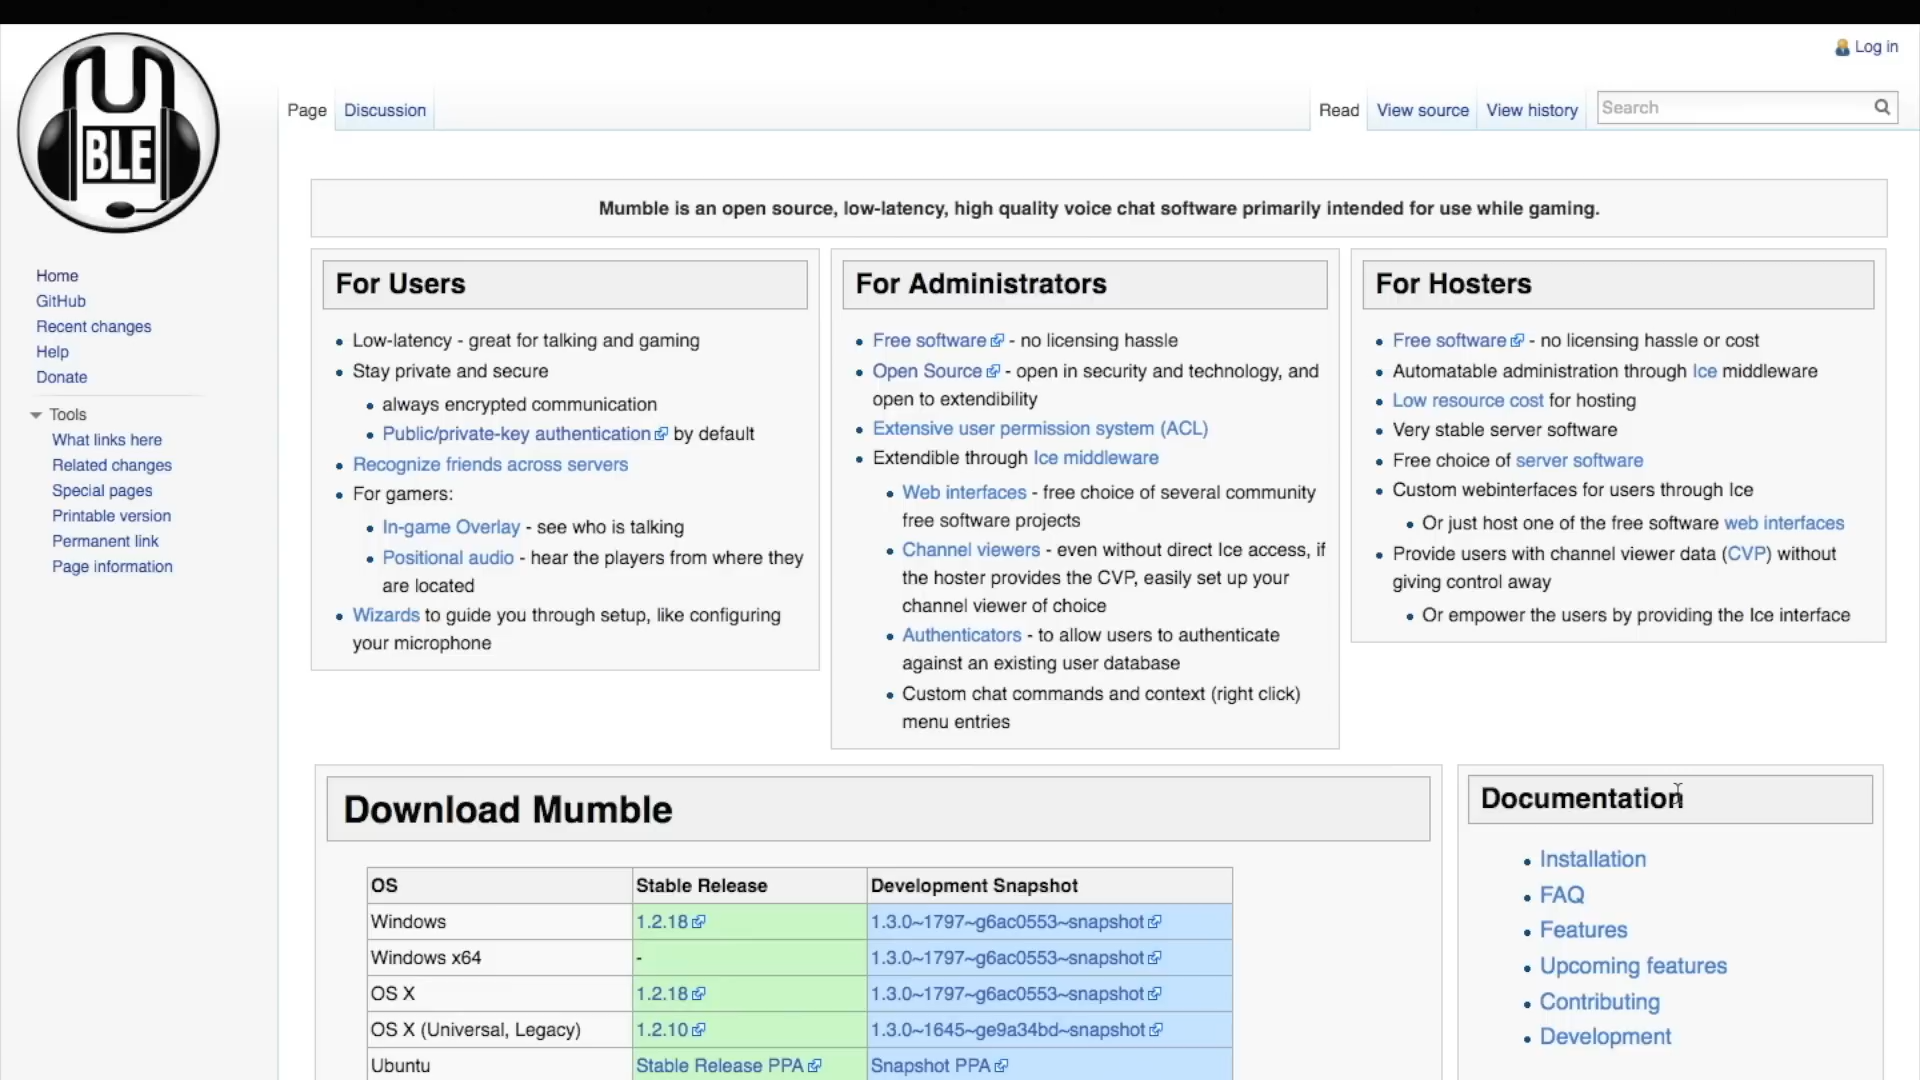 BLE
Log in
Page
Discussion
Read
View source
View history
Search
Home
GitHub
Recent changes
Help
Donate
Tools
What links here
Related changes
Special pages
Printable version
Permanent link
Page information
Mumble is an open source, low-latency, high quality voice chat software primarily intended for use while gaming.
For Users
Low-latency - great for talking and gaming
Stay private and secure
always encrypted communication
Public/private-key authentication by default
Recognize friends across servers
For gamers:
In-game Overlay - see who is talking
Positional audio - hear the players from where they
are located
Wizards to guide you through setup, like configuring
your microphone
For Administrators
Free software - no licensing hassle
Open Source - open in security and technology, and
open to extendibility
Extensive user permission system (ACL)
Extendible through Ice middleware
Web interfaces - free choice of several community
free software projects
Channel viewers - even without direct Ice access, if
the hoster provides the CVP, easily set up your
channel viewer of choice
Authenticators - to allow users to authenticate
against an existing user database
Custom chat commands and context (right click)
menu entries
For Hosters
Free software - no licensing hassle or cost
Automatable administration through Ice middleware
Low resource cost for hosting
Very stable server software
Free choice of server software
Custom webinterfaces for users through Ice
Or just host one of the free software web interfaces
Provide users with channel viewer data (CVP) without
giving control away
Or empower the users by providing the Ice interface
Download Mumble
OS Stable Release Development Snapshot
Windows 1.2.18 1.3.0~1797~g6ac0553~snapshot
Windows x64 - 1.3.0~1797~g6ac0553~snapshot
OS X 1.2.18 1.3.0~1797~g6ac0553~snapshot
OS X (Universal, Legacy) 1.2.10 1.3.0~1645~ge9a34bd~snapshot
Ubuntu Stable Release PPA Snapshot PPA
Documentation
Installation
FAQ
Features
Upcoming features
Contributing
Development